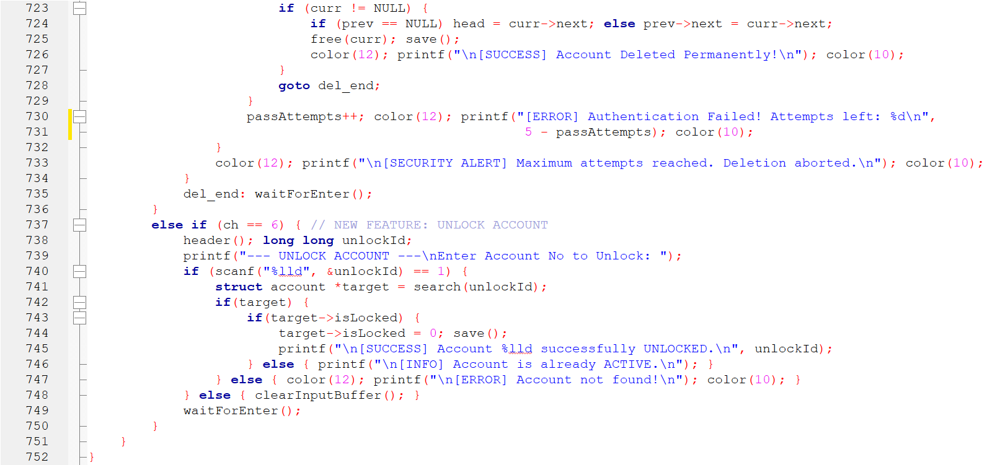 723 if (curr != NULL) {
724 if (prev == NULL) head = curr->next; else prev->next = curr->next;
725 free(curr); save();
726 color(12); printf("\n[SUCCESS] Account Deleted Permanently!\n"); color(10);
727 }
728 goto del_end;
729 }
730 passAttempts++; color(12); printf("[ERROR] Authentication Failed! Attempts left: %d\n",
731 5 - passAttempts); color(10);
732 }
733 color(12); printf("\n[SECURITY ALERT] Maximum attempts reached. Deletion aborted.\n"); color(10);
734 }
735 del_end: waitForEnter();
736 }
737 else if (ch == 6) { // NEW FEATURE: UNLOCK ACCOUNT
738 header(); long long unlockId;
739 printf("--- UNLOCK ACCOUNT ---\nEnter Account No to Unlock: ");
740 if (scanf("%lld", &unlockId) == 1) {
741 struct account *target = search(unlockId);
742 if(target) {
743 if(target->isLocked) {
744 target->isLocked = 0; save();
745 printf("\n[SUCCESS] Account %lld successfully UNLOCKED.\n", unlockId);
746 } else { printf("\n[INFO] Account is already ACTIVE.\n"); }
747 } else { color(12); printf("\n[ERROR] Account not found!\n"); color(10); }
748 } else { clearInputBuffer(); }
749 waitForEnter();
750 }
751 }
752 }